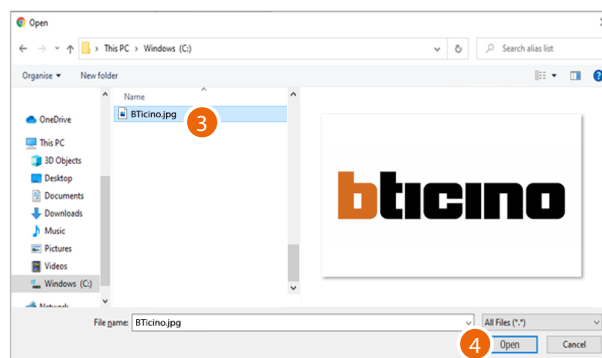 Open
This PC > Windows (C:)
Search alias list
Organise
New folder
Name
BTicino.jpg
3
OneDrive
This PC
3D Objects
Desktop
Documents
Downloads
Music
Pictures
Videos
Windows (C:)
Network
bticino
File name: BTicino.jpg
All Files (*.*)
4
Open
Cancel